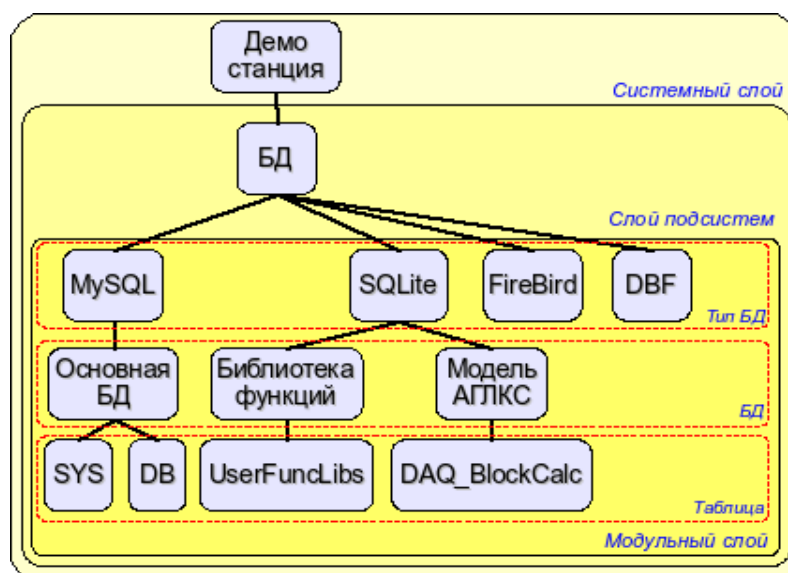 Демо
станция
Системный слой
БД
Слой подсистем
MySQL
SQLite
FireBird
DBF
Тип БД
Основная
БД
Библиотека
функций
Модель
АГЛКС
БД
SYS
DB
UserFuncLibs
DAQ_BlockCalc
Таблица
Модульный слой